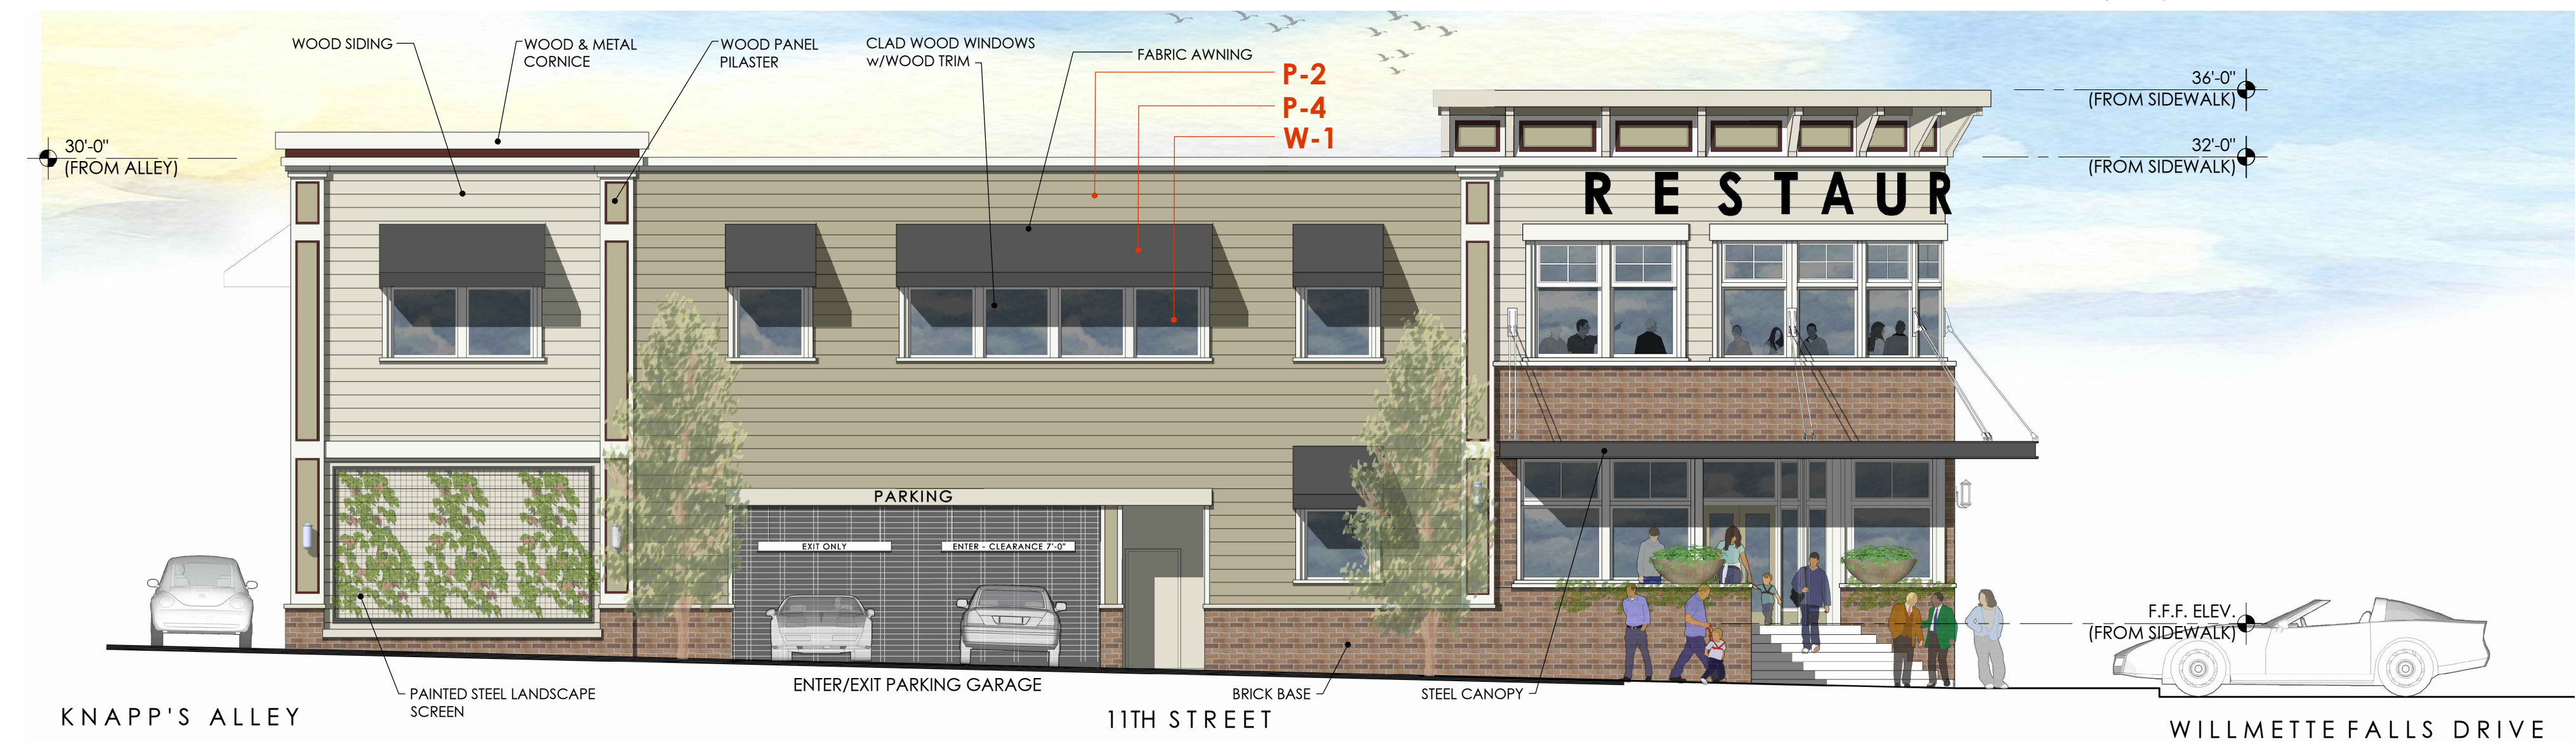 WOOD SIDING
WOOD & METAL
CORNICE
WOOD PANEL
PILASTER
CLAD WOOD WINDOWS
w/WOOD TRIM
FABRIC AWNING
P-2
P-4
W-1
36'-0"
(FROM SIDEWALK)
32'-0"
(FROM SIDEWALK)
30'-0"
(FROM ALLEY)
RESTAUR
PARKING
EXIT ONLY
ENTER - CLEARANCE 7'-0"
F.F.F. ELEV.
(FROM SIDEWALK)
PAINTED STEEL LANDSCAPE
SCREEN
ENTER/EXIT PARKING GARAGE
BRICK BASE
STEEL CANOPY
KNAPP'S ALLEY
11TH STREET
WILLMETTE FALLS DRIVE